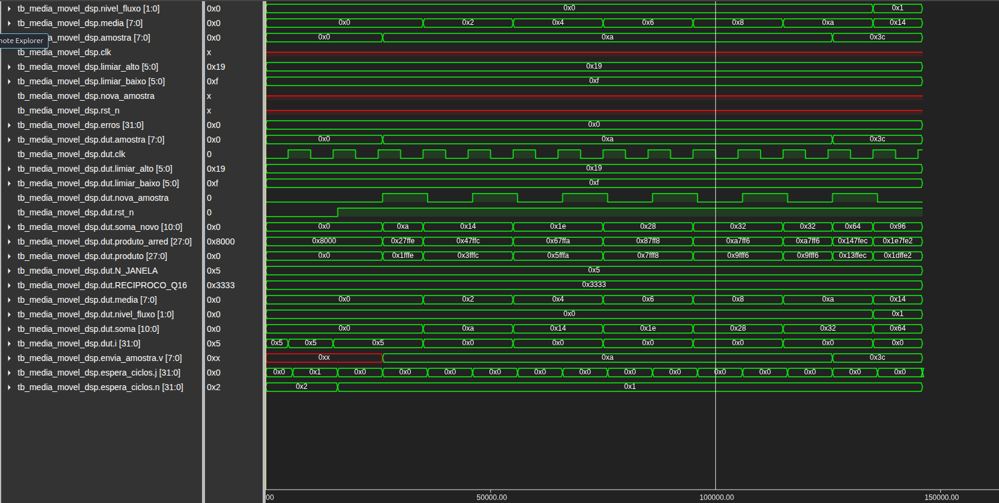 tb_media_movel_dsp.nivel_fluxo [1:0] 0x0 0x0 0x1
tb_media_movel_dsp.media [7:0] 0x0 0x0 0x2 0x4 0x6 0x8 0xa 0x14
note Explorer a_movel_dsp.amostra [7:0] 0x0 0x0 0xa 0x3c
tb_media_movel_dsp.clk x
tb_media_movel_dsp.limiar_alto [5:0] 0x19 0x19
tb_media_movel_dsp.limiar_baixo [5:0] 0xf 0xf
tb_media_movel_dsp.nova_amostra x
tb_media_movel_dsp.rst_n x
tb_media_movel_dsp.erros [31:0] 0x0 0x0
tb_media_movel_dsp.dut.amostra [7:0] 0x0 0x0 0xa 0x3c
tb_media_movel_dsp.dut.clk 0
tb_media_movel_dsp.dut.limiar_alto [5:0] 0x19 0x19
tb_media_movel_dsp.dut.limiar_baixo [5:0] 0xf 0xf
tb_media_movel_dsp.dut.nova_amostra 0
tb_media_movel_dsp.dut.rst_n 0
tb_media_movel_dsp.dut.soma_novo [10:0] 0x0 0x0 0xa 0x14 0x1e 0x28 0x32 0x32 0x64 0x96
tb_media_movel_dsp.dut.produto_arred [27:0] 0x8000 0x8000 0x27ffe 0x47ffc 0x67ffa 0x87ff8 0xa7ff6 0xa7ff6 0x147fec 0x1e7fe2
tb_media_movel_dsp.dut.produto [27:0] 0x0 0x0 0x1fffe 0x3fffc 0x5fffa 0x7fff8 0x9fff6 0x9fff6 0x13ffec 0x1dffe2
tb_media_movel_dsp.dut.N_JANELA 0x5 0x5
tb_media_movel_dsp.dut.RECIPROCO_Q16 0x3333 0x3333
tb_media_movel_dsp.dut.media [7:0] 0x0 0x0 0x2 0x4 0x6 0x8 0xa 0x14
tb_media_movel_dsp.dut.nivel_fluxo [1:0] 0x0 0x0 0x1
tb_media_movel_dsp.dut.soma [10:0] 0x0 0x0 0xa 0x14 0x1e 0x28 0x32 0x64
tb_media_movel_dsp.dut.i [31:0] 0x5 0x5 0x5 0x5 0x0 0x0 0x0 0x0 0x0 0x0
tb_media_movel_dsp.envia_amostra.v [7:0] 0xx 0xx 0xa 0x3c
tb_media_movel_dsp.espera_ciclos.j [31:0] 0x0 0x0 0x1 0x0 0x0 0x0 0x0 0x0 0x0 0x0 0x0 0x0 0x0 0x0 0x0 0x0
tb_media_movel_dsp.espera_ciclos.n [31:0] 0x2 0x2 0x1
00 50000.00 100000.00 150000.00